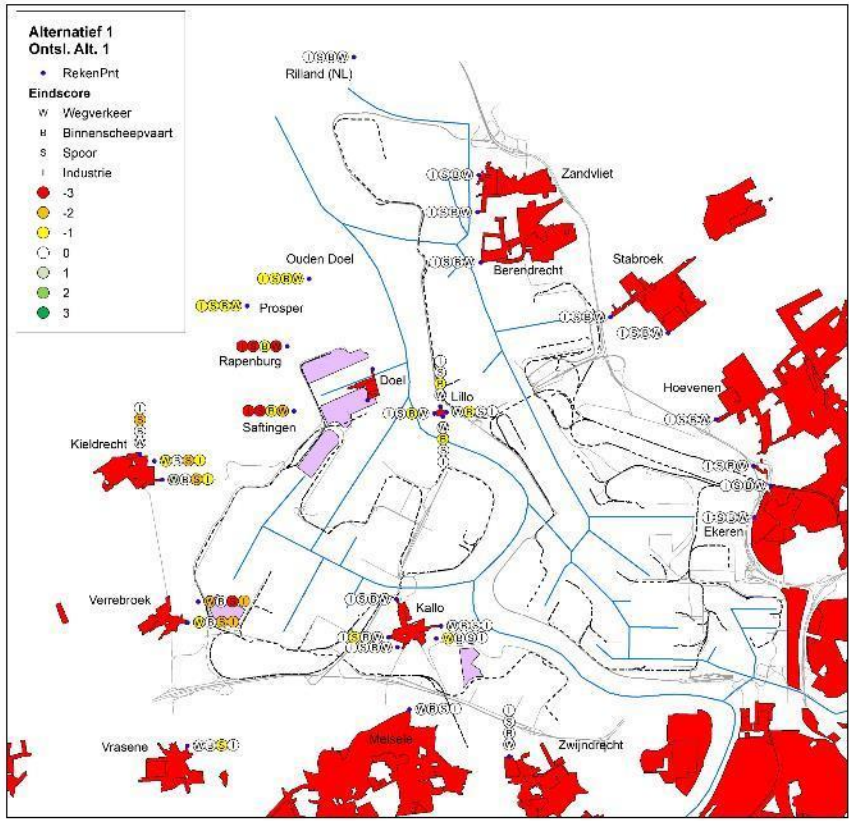 Alternatief 1
Ontsl. Alt. 1
RekenPnt
Eindscore
W Wegverkeer
B Binnenscheepvaart
S Spoor
I Industrie
-3
-2
-1
0
1
2
3
I S B W
Rilland (NL)
I S B W
Zandvliet
I S B W
Ouden Doel
I S B W
Berendrecht
Stabroek
I S B W
I S B W
Prosper
I S B W
I S B W
Rapenburg
I S B W
Doel
I
S
B
W
Lillo
Hoevenen
I S B W
Saftingen
I S B W
W B S I
I S B W
I
S
B
W
W
B
S
I
Kieldrecht
W B S I
W B S I
I S B W
I S B W
I S B W
Ekeren
Verrebroek
W B S I
W B S I
I S B W
Kallo
W B S I
I S B W
W B S I
I S B W
W B S I
I
S
B
W
Vrasene
W B S I
Melsele
Zwijndrecht